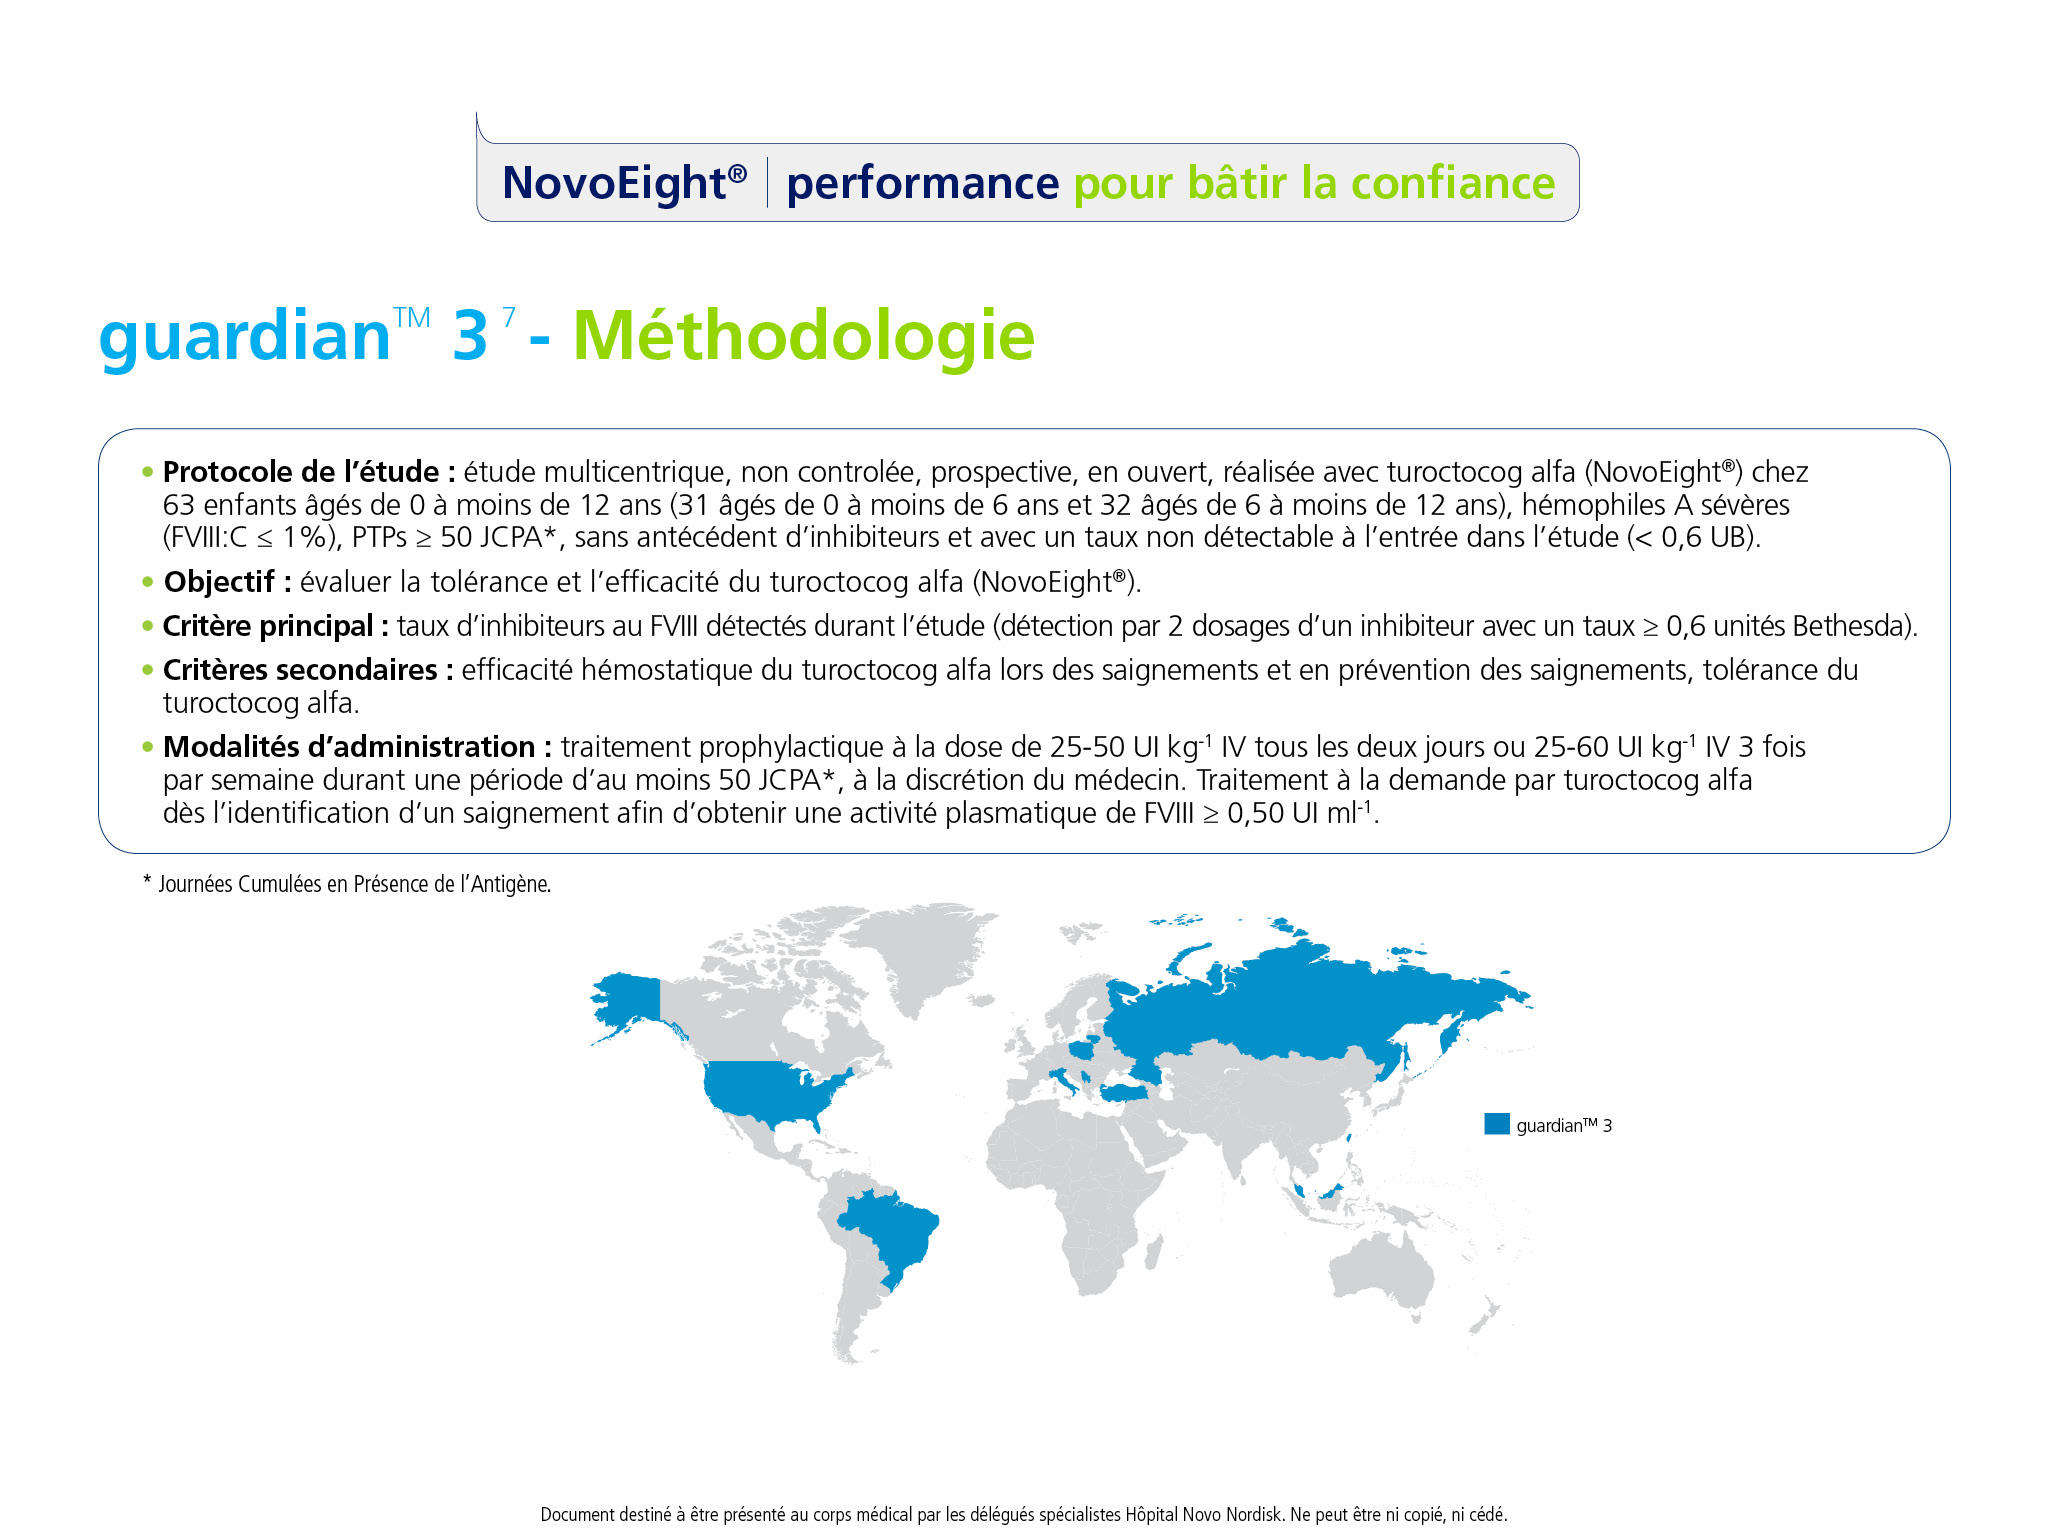 NovoEight® | performance pour bâtir la confiance
guardian™ 3 7 - Méthodologie
• Protocole de l’étude : étude multicentrique, non controlée, prospective, en ouvert, réalisée avec turoctocog alfa (NovoEight®) chez
63 enfants âgés de 0 à moins de 12 ans (31 âgés de 0 à moins de 6 ans et 32 âgés de 6 à moins de 12 ans), hémophiles A sévères
(FVIII:C ≤ 1%), PTPs ≥ 50 JCPA*, sans antécédent d’inhibiteurs et avec un taux non détectable à l’entrée dans l’étude (< 0,6 UB).
• Objectif : évaluer la tolérance et l’efficacité du turoctocog alfa (NovoEight®).
• Critère principal : taux d’inhibiteurs au FVIII détectés durant l’étude (détection par 2 dosages d’un inhibiteur avec un taux ≥ 0,6 unités Bethesda).
• Critères secondaires : efficacité hémostatique du turoctocog alfa lors des saignements et en prévention des saignements, tolérance du
turoctocog alfa.
• Modalités d’administration : traitement prophylactique à la dose de 25-50 UI kg⁻¹ IV tous les deux jours ou 25-60 UI kg⁻¹ IV 3 fois
par semaine durant une période d’au moins 50 JCPA*, à la discrétion du médecin. Traitement à la demande par turoctocog alfa
dès l’identification d’un saignement afin d’obtenir une activité plasmatique de FVIII ≥ 0,50 UI ml⁻¹.
* Journées Cumulées en Présence de l’Antigène.
guardian™ 3
Document destiné à être présenté au corps médical par les délégués spécialistes Hôpital Novo Nordisk. Ne peut être ni copié, ni cédé.